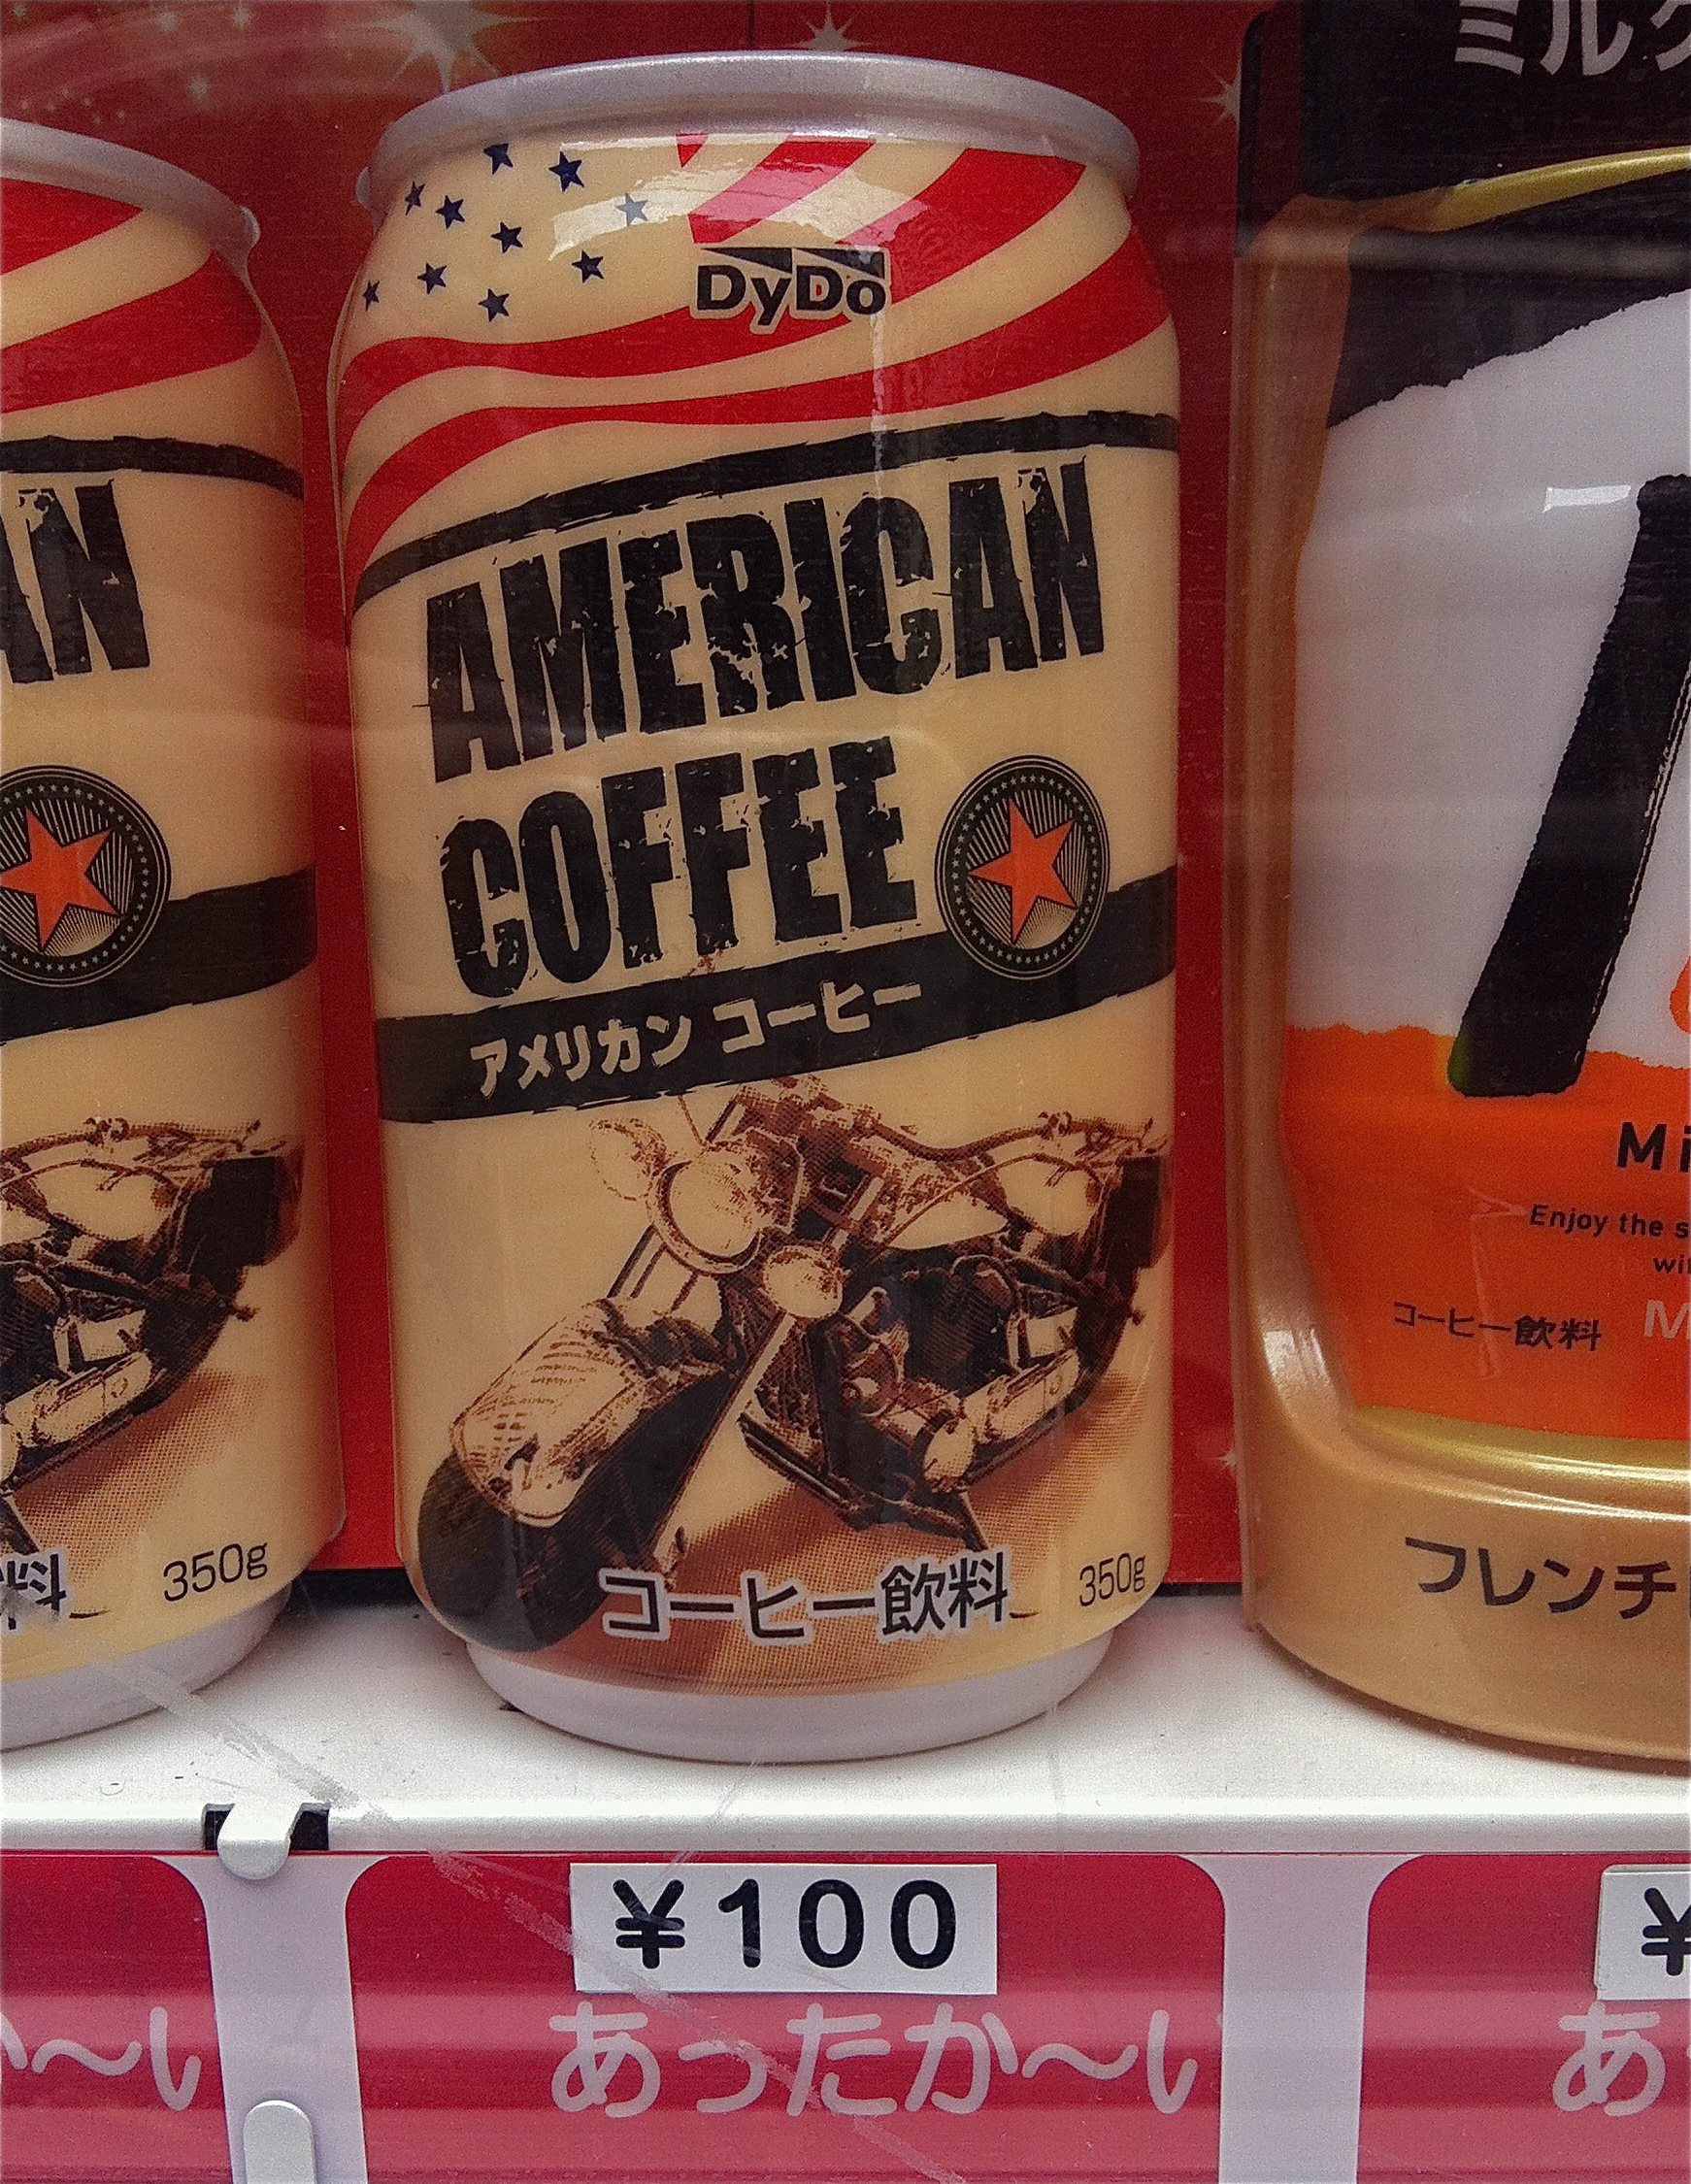 DyDo
AMERICAN
COFFEE
アメリカン コーヒー
コーヒー飲料
350g
AN
料
350g
ミルク
Enjoy the
コーヒー飲料
フレンチ
¥100
あったか〜い
か〜い
¥
あ